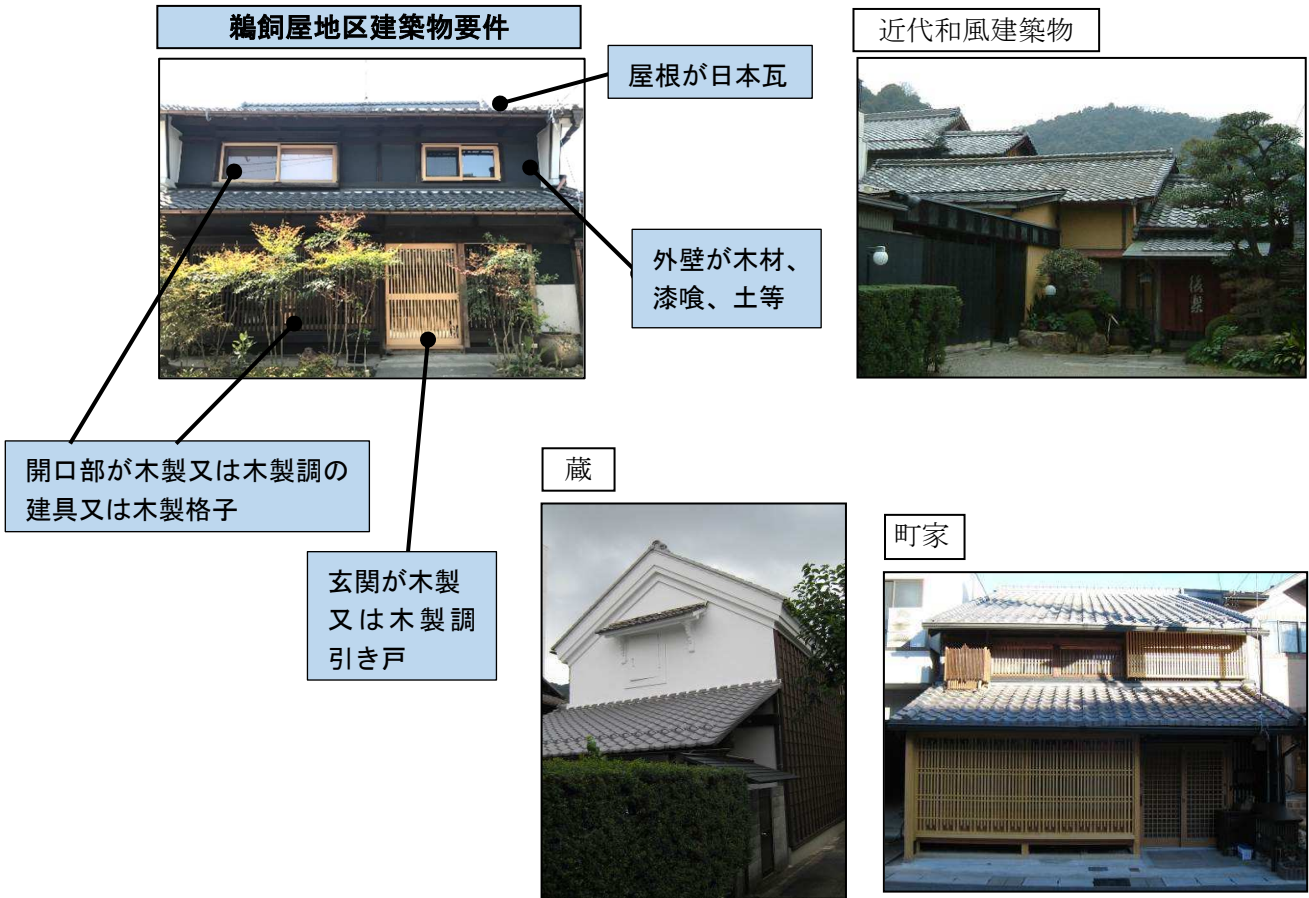 鵜飼屋地区建築物要件
屋根が日本瓦
外壁が木材、
漆喰、土等
開口部が木製又は木製調の
建具又は木製格子
玄関が木製
又は木製調
引き戸
近代和風建築物
蔵
町家